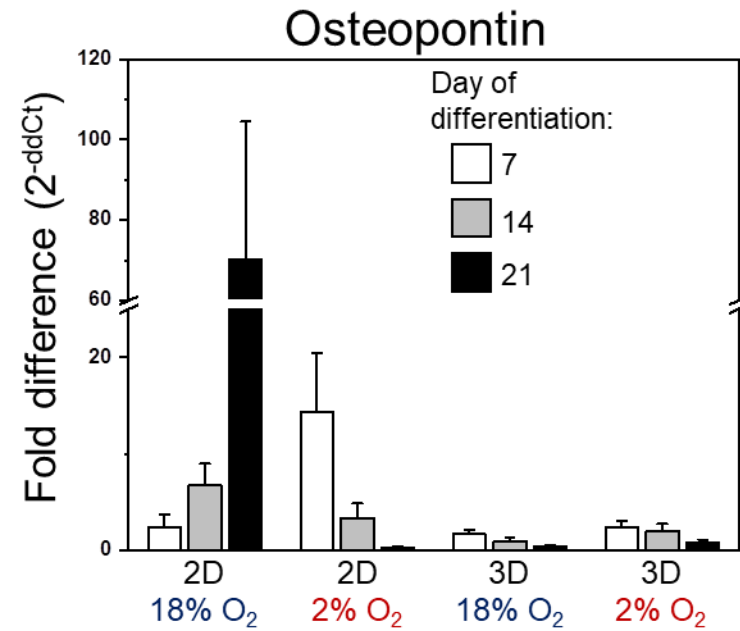 Osteopontin
Fold difference (2⁻ᵈᵈᶜᵗ)
120
100
80
60
20
0
Day of
differentiation:
7
14
21
2D 2D 3D 3D
18% O₂ 2% O₂ 18% O₂ 2% O₂